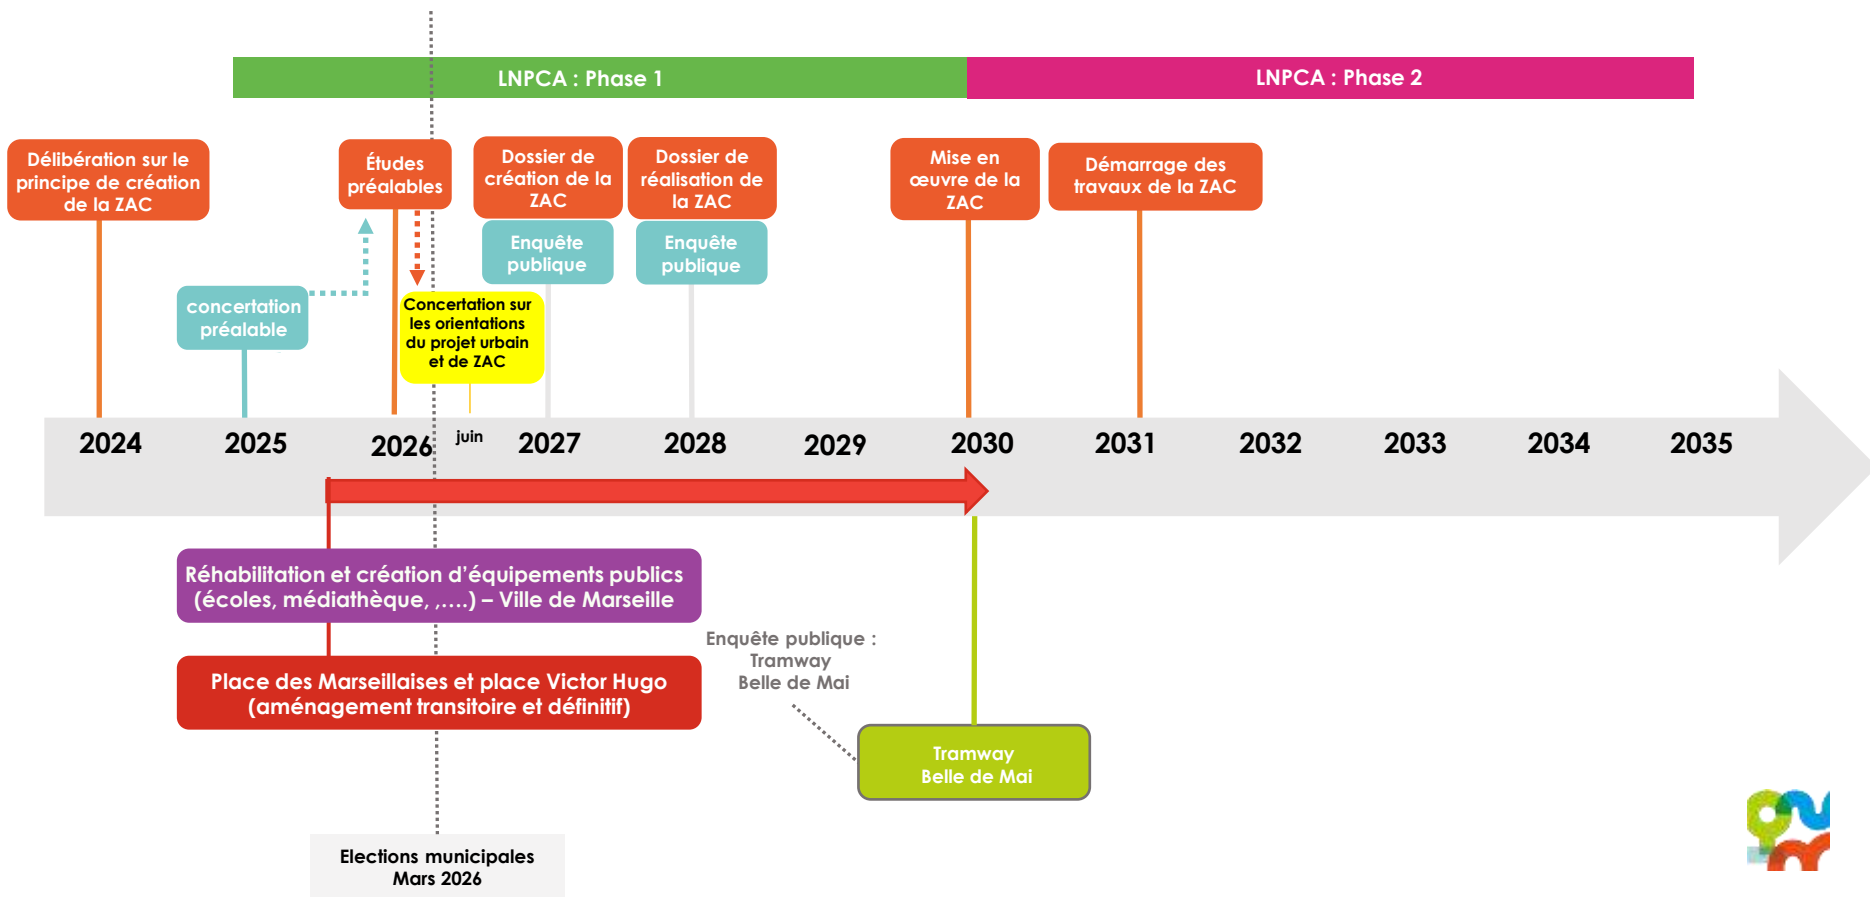 LNPCA : Phase 1
LNPCA : Phase 2
Délibération sur le
principe de création
de la ZAC
Études
préalables
Dossier de
création de la
ZAC
Dossier de
réalisation de
la ZAC
Mise en
œuvre de la
ZAC
Démarrage des
travaux de la ZAC
Enquête
publique
Enquête
publique
concertation
préalable
Concertation sur
les orientations
du projet urbain
et de ZAC
2024
2025
2026
juin
2027
2028
2029
2030
2031
2032
2033
2034
2035
Réhabilitation et création d’équipements publics
(écoles, médiathèque, ,….) – Ville de Marseille
Place des Marseillaises et place Victor Hugo
(aménagement transitoire et définitif)
Enquête publique :
Tramway
Belle de Mai
Tramway
Belle de Mai
Elections municipales
Mars 2026